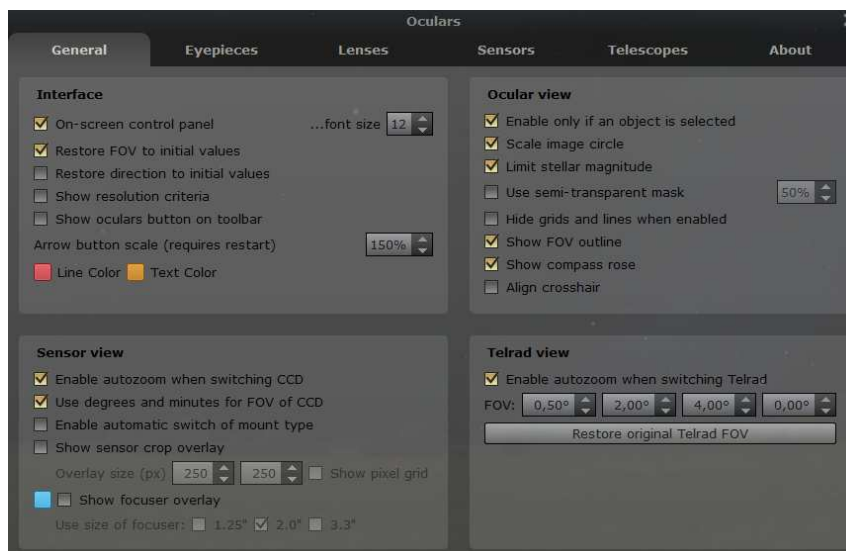 Oculars
General Eyepieces Lenses Sensors Telescopes About
Interface
On-screen control panel ...font size 12
Restore FOV to initial values
Restore direction to initial values
Show resolution criteria
Show oculars button on toolbar
Arrow button scale (requires restart) 150%
Line Color Text Color
Ocular view
Enable only if an object is selected
Scale image circle
Limit stellar magnitude
Use semi-transparent mask 50%
Hide grids and lines when enabled
Show FOV outline
Show compass rose
Align crosshair
Sensor view
Enable autozoom when switching CCD
Use degrees and minutes for FOV of CCD
Enable automatic switch of mount type
Show sensor crop overlay
Overlay size (px) 250 250 Show pixel grid
Show focuser overlay
Use size of focuser: 1.25" 2.0" 3.3"
Telrad view
Enable autozoom when switching Telrad
FOV: 0,50° 2,00° 4,00° 0,00°
Restore original Telrad FOV